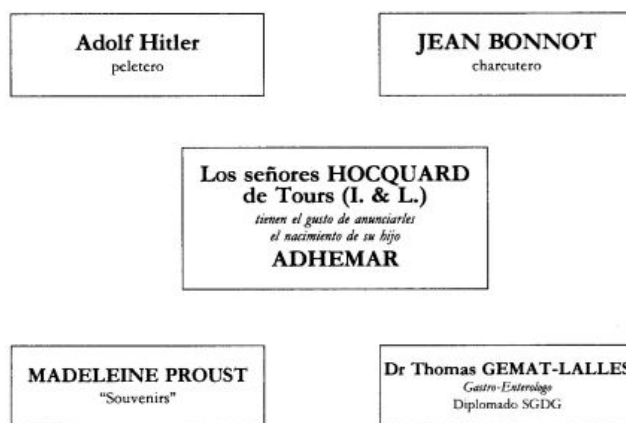 Adolf Hitler
peletero
JEAN BONNOT
charcutero
Los señores HOCQUARD
de Tours (I. & L.)
tienen el gusto de anunciarles
el nacimiento de su hijo
ADHEMAR
MADELEINE PROUST
"Souvenirs"
Dr Thomas GEMAT-LALLES
Gastro-Enterologo
Diplomado SGDG